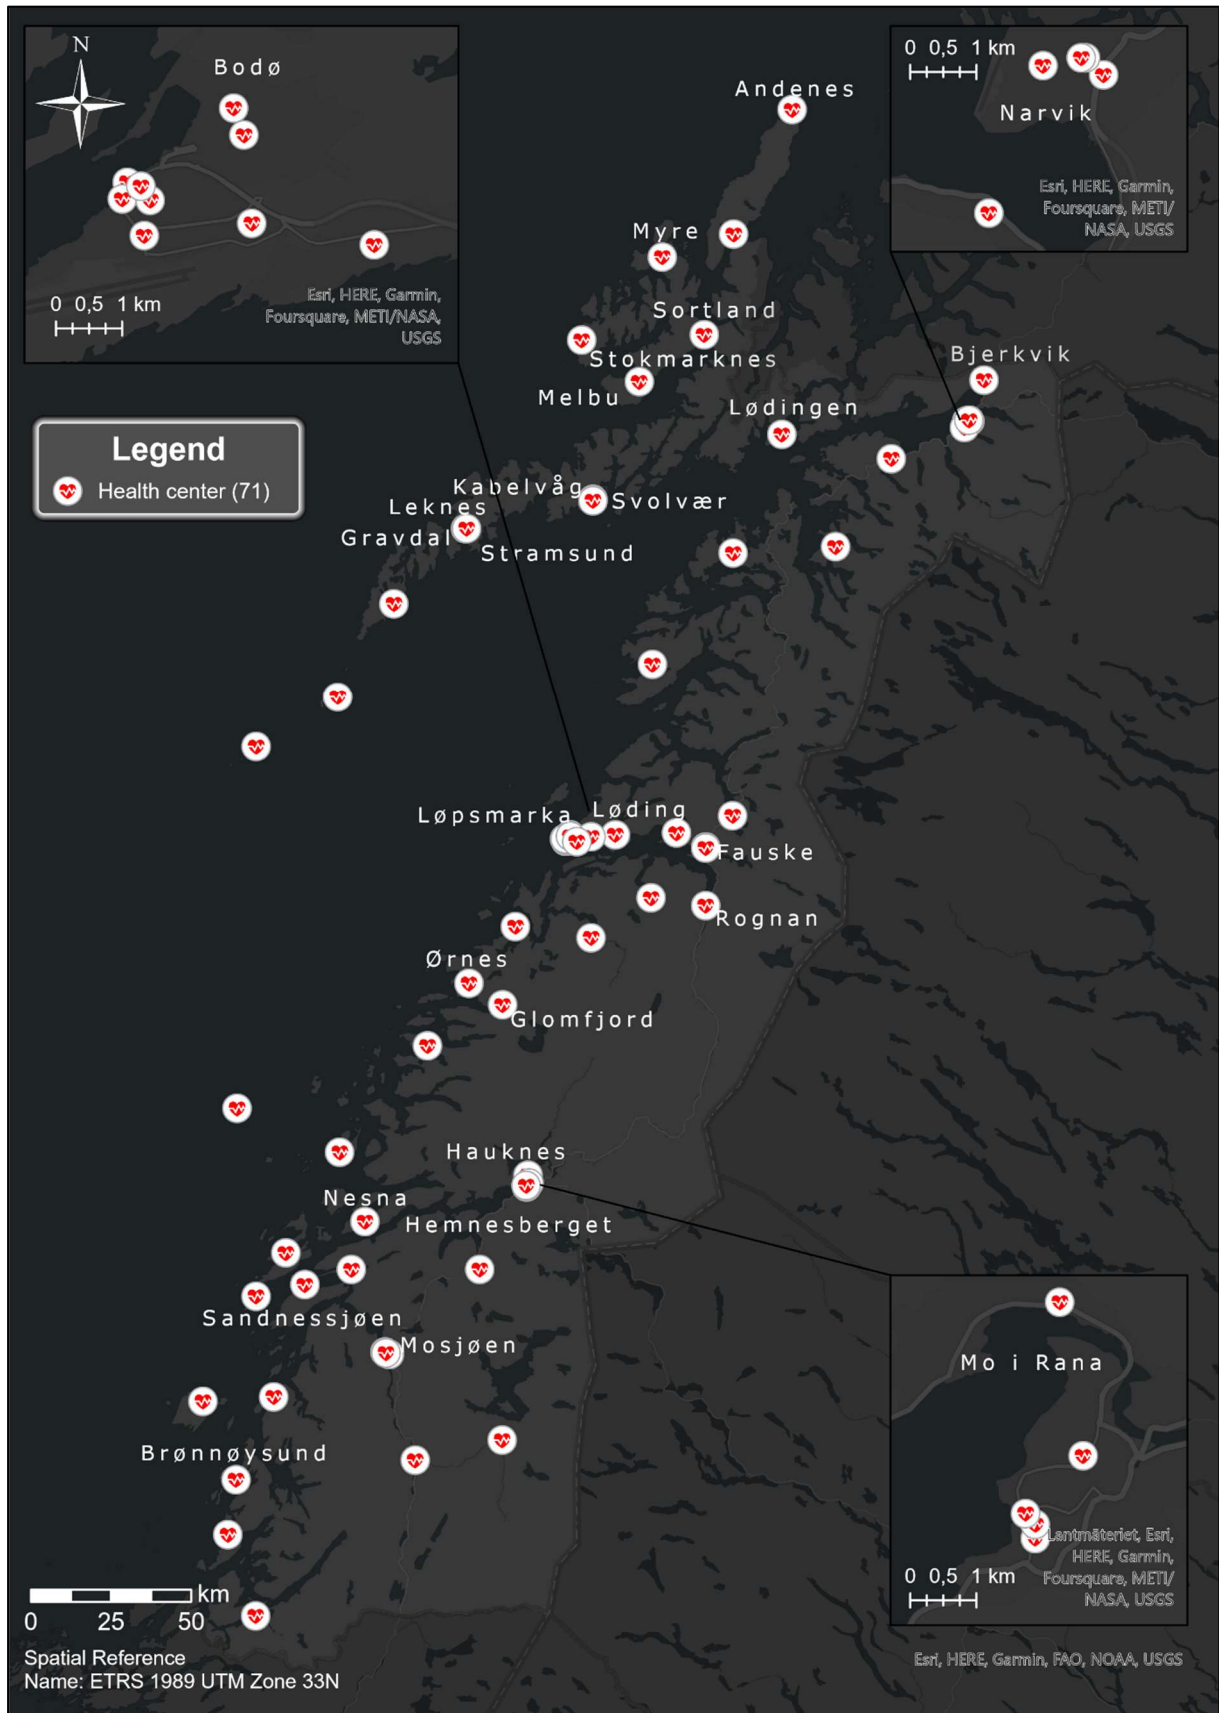 N
Bodø
0 0,5 1 km
Esri, HERE, Garmin,
Foursquare, METI/NASA,
USGS
0 0,5 1 km
Narvik
Esri, HERE, Garmin,
Foursquare, METI/
NASA, USGS
Andenes
Myre
Sortland
Stokmarknes
Melbu
Bjerkvik
Lødingen
Legend
Health center (71)
Kabelvåg
Svolvær
Leknes
Gravdal
Stramsund
Løpsmarka
Løding
Fauske
Rognan
Ørnes
Glomfjord
Hauknes
Nesna
Hemnesberget
Sandnessjøen
Mosjøen
Brønnøysund
Mo i Rana
Lantmäteriet, Esri,
HERE, Garmin,
Foursquare, METI/
NASA, USGS
0 0,5 1 km
km
0 25 50
Spatial Reference
Name: ETRS 1989 UTM Zone 33N
Esri, HERE, Garmin, FAO, NOAA, USGS